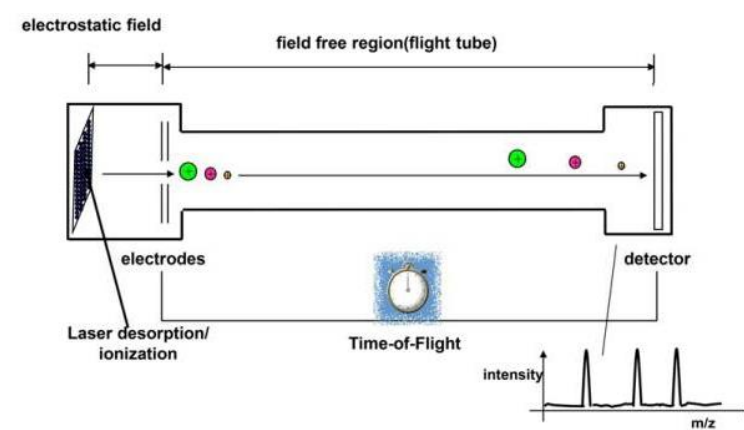 electrostatic field
field free region(flight tube)
electrodes
detector
Laser desorption/
ionization
Time-of-Flight
intensity
m/z